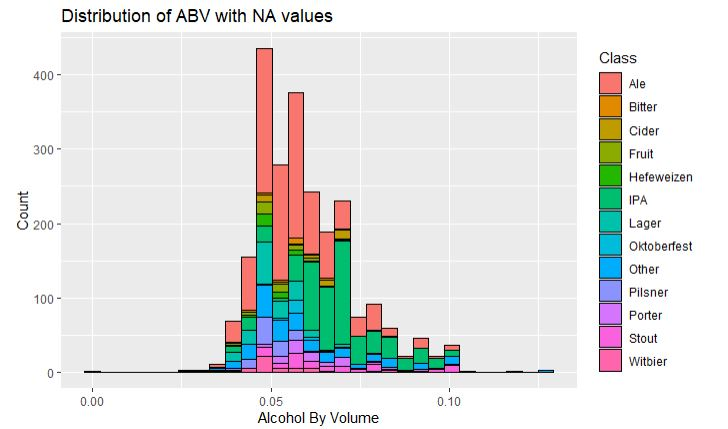 Distribution of ABV with NA values
400
300
200
100
0
Count
0.00
0.05
0.10
Alcohol By Volume
Class
Ale
Bitter
Cider
Fruit
Hefeweizen
IPA
Lager
Oktoberfest
Other
Pilsner
Porter
Stout
Witbier